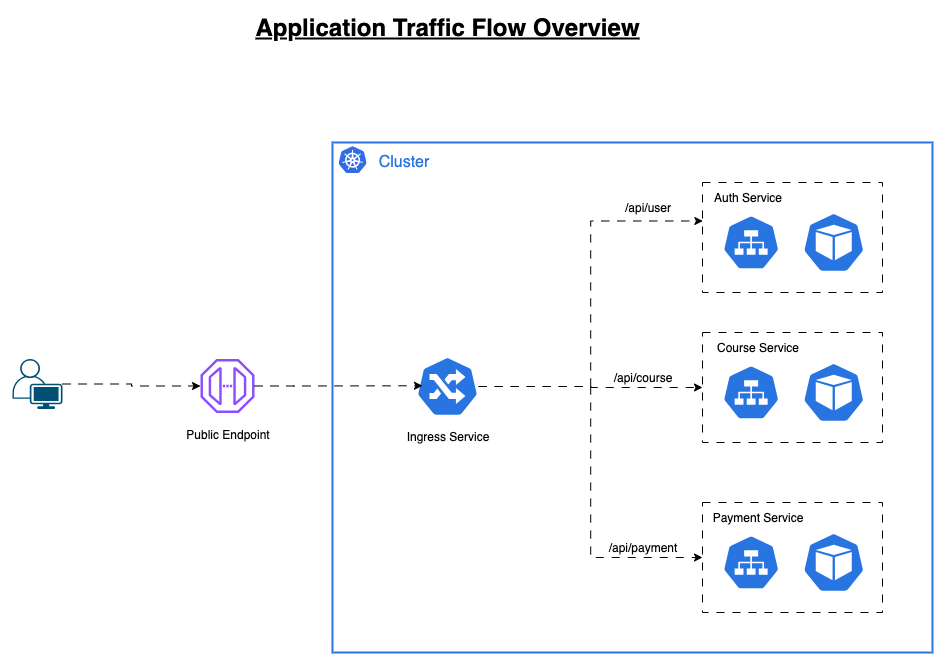 Application Traffic Flow Overview
Cluster
/api/user
Auth Service
/api/course
Course Service
Public Endpoint
Ingress Service
/api/payment
Payment Service